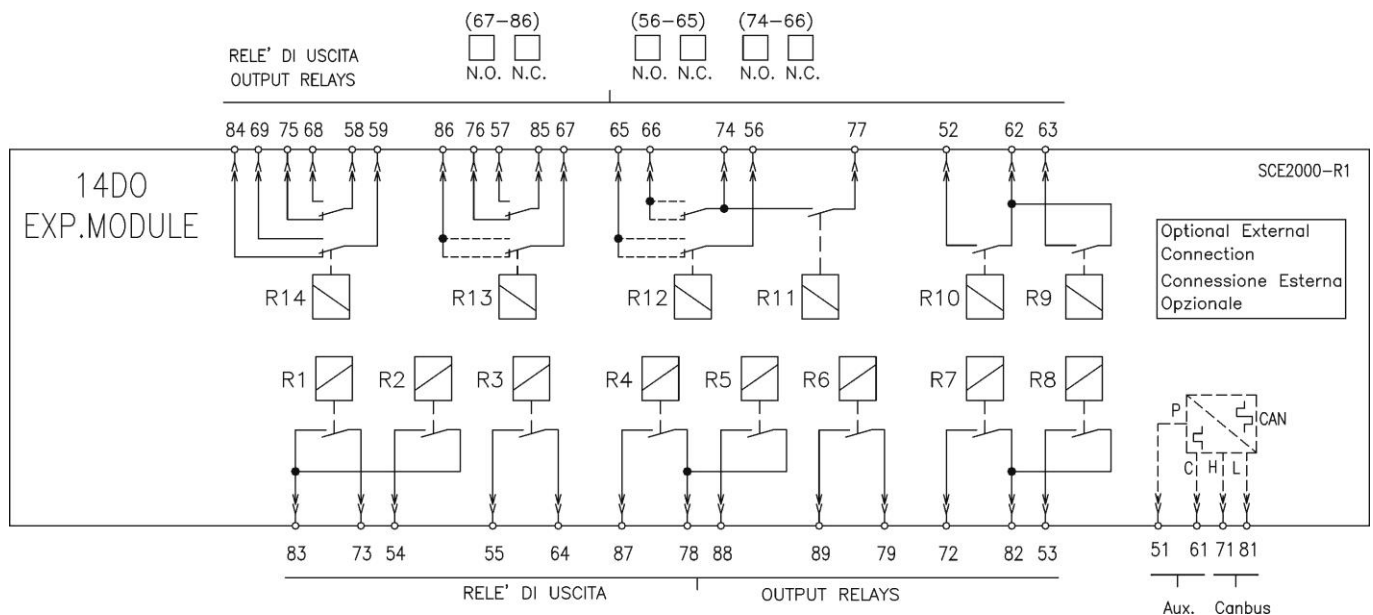 (67-86) (56-65) (74-66)
N.O. N.C. N.O. N.C. N.O. N.C.
RELE' DI USCITA
OUTPUT RELAYS
84 69 75 68 58 59 86 76 57 85 67 65 66 74 56 77 52 62 63
14DO
EXP.MODULE
SCE2000-R1
Optional External
Connection
Connessione Esterna
Opzionale
R14 R13 R12 R11 R10 R9
R1 R2 R3 R4 R5 R6 R7 R8
P CAN
C H L
83 73 54 55 64 87 78 88 89 79 72 82 53 51 61 71 81
RELE' DI USCITA OUTPUT RELAYS
Aux. Canbus